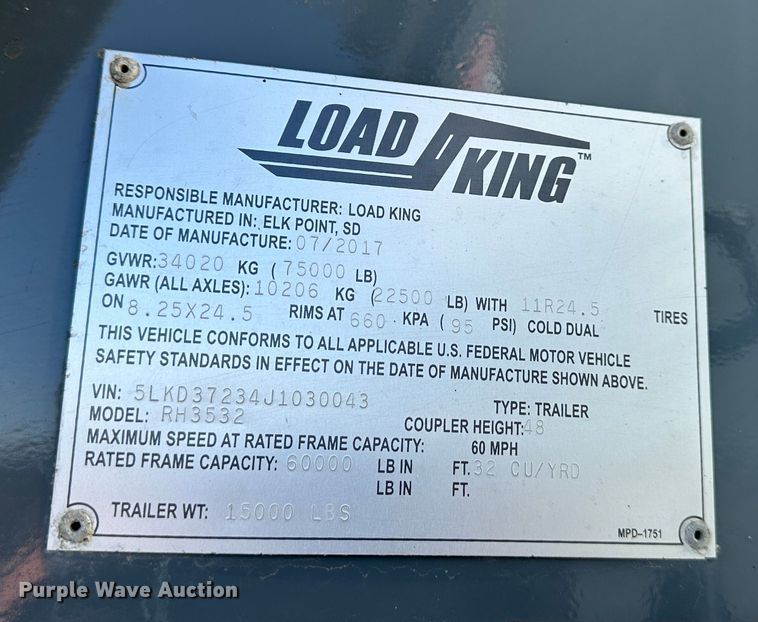 LOAD KING™
RESPONSIBLE MANUFACTURER: LOAD KING
MANUFACTURED IN: ELK POINT, SD
DATE OF MANUFACTURE: 07/2017
GVWR: 34020 KG ( 75000 LB)
GAWR (ALL AXLES): 10206 KG (22500 LB) WITH 11R24.5 TIRES
ON 8.25X24.5 RIMS AT 660 KPA ( 95 PSI) COLD DUAL
THIS VEHICLE CONFORMS TO ALL APPLICABLE U.S. FEDERAL MOTOR VEHICLE
SAFETY STANDARDS IN EFFECT ON THE DATE OF MANUFACTURE SHOWN ABOVE.
VIN: 5LKD37234J1030043 TYPE: TRAILER
MODEL: RH3532 COUPLER HEIGHT: 48
MAXIMUM SPEED AT RATED FRAME CAPACITY: 60 MPH
RATED FRAME CAPACITY: 60000 LB IN FT. 32 CU/YRD
LB IN FT.
TRAILER WT: 15000 LBS
MPD-1751
Purple Wave Auction